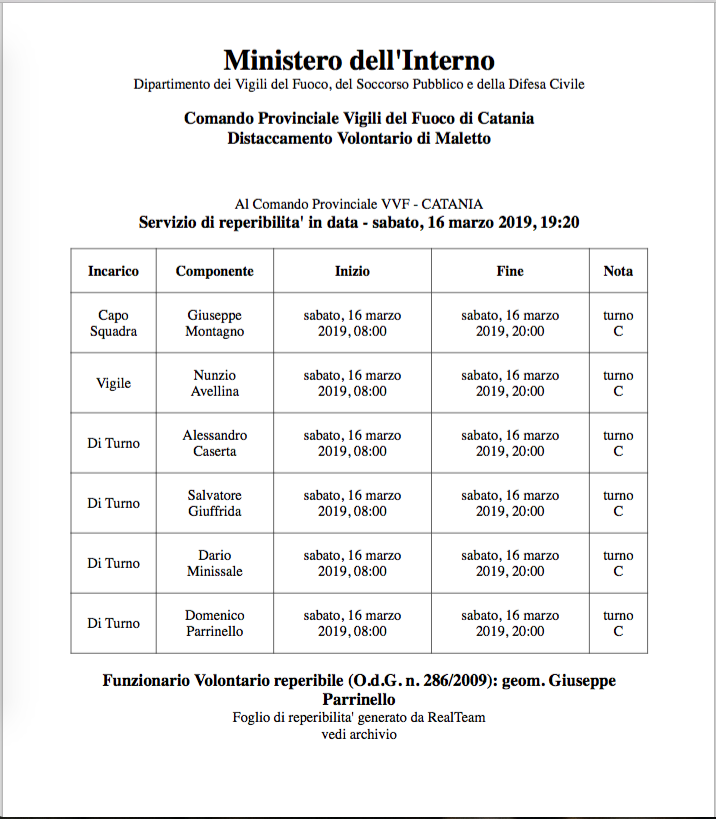 Ministero dell'Interno
Dipartimento dei Vigili del Fuoco, del Soccorso Pubblico e della Difesa Civile
Comando Provinciale Vigili del Fuoco di Catania
Distaccamento Volontario di Maletto
Al Comando Provinciale VVF - CATANIA
Servizio di reperibilita' in data - sabato, 16 marzo 2019, 19:20
Incarico Componente Inizio Fine Nota
Capo Giuseppe sabato, 16 marzo sabato, 16 marzo turno
Squadra Montagno 2019, 08:00 2019, 20:00 C
Vigile Nunzio sabato, 16 marzo sabato, 16 marzo turno
Avellina 2019, 08:00 2019, 20:00 C
Di Turno Alessandro sabato, 16 marzo sabato, 16 marzo turno
Caserta 2019, 08:00 2019, 20:00 C
Di Turno Salvatore sabato, 16 marzo sabato, 16 marzo turno
Giuffrida 2019, 08:00 2019, 20:00 C
Di Turno Dario sabato, 16 marzo sabato, 16 marzo turno
Minissale 2019, 08:00 2019, 20:00 C
Di Turno Domenico sabato, 16 marzo sabato, 16 marzo turno
Parrinello 2019, 08:00 2019, 20:00 C
Funzionario Volontario reperibile (O.d.G. n. 286/2009): geom. Giuseppe
Parrinello
Foglio di reperibilita' generato da RealTeam
vedi archivio